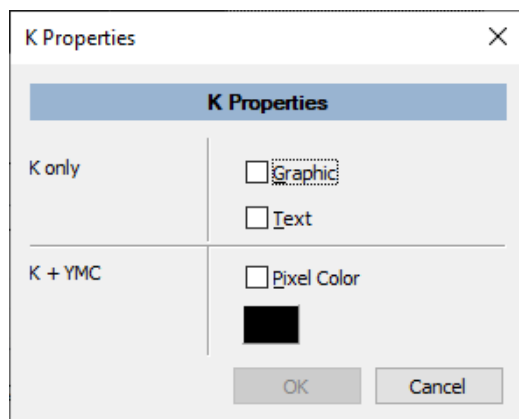 K Properties
K Properties
K only
Graphic
Text
K + YMC
Pixel Color
OK
Cancel